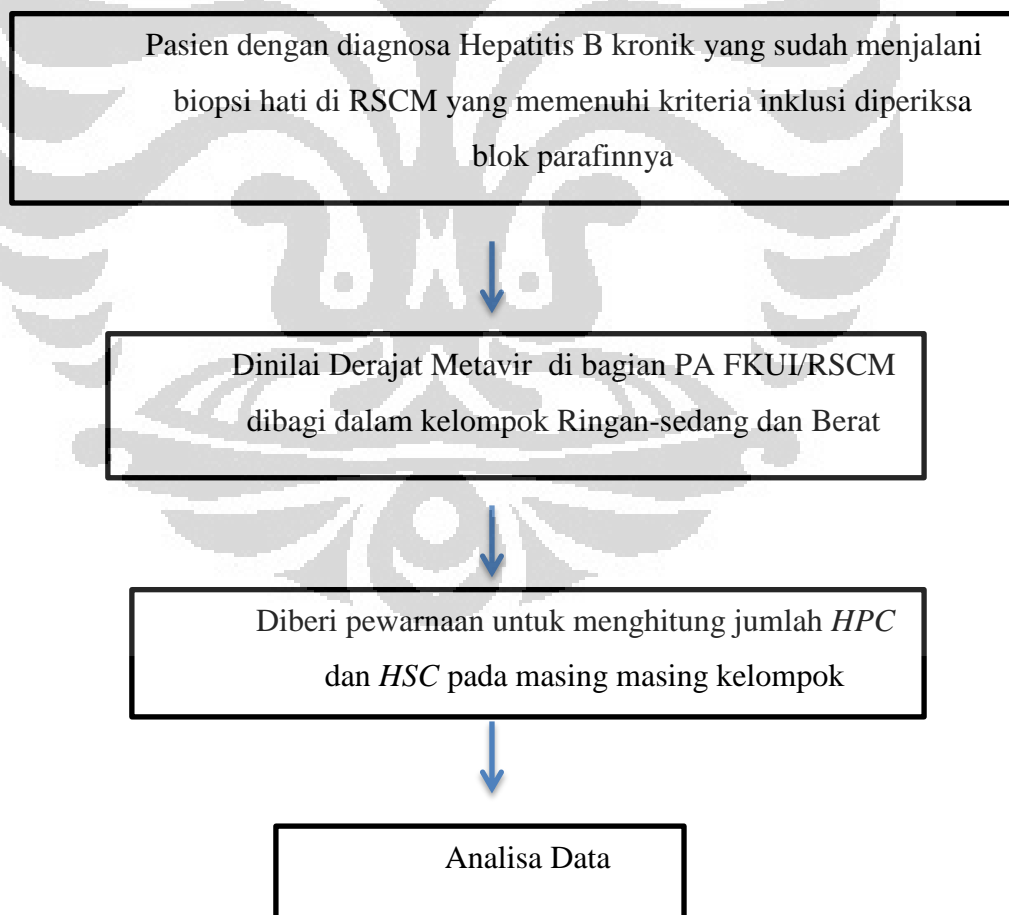 Pasien dengan diagnosa Hepatitis B kronik yang sudah menjalani
biopsi hati di RSCM yang memenuhi kriteria inklusi diperiksa
blok parafinnya
Dinilai Derajat Metavir di bagian PA FKUI/RSCM
dibagi dalam kelompok Ringan-sedang dan Berat
Diberi pewarnaan untuk menghitung jumlah HPC
dan HSC pada masing masing kelompok
Analisa Data